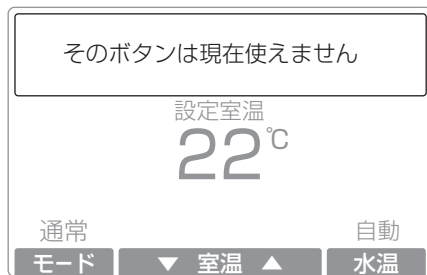 そのボタンは現在使えません
設定室温
22℃
通常 自動
モード ▼ 室温 ▲ 水温